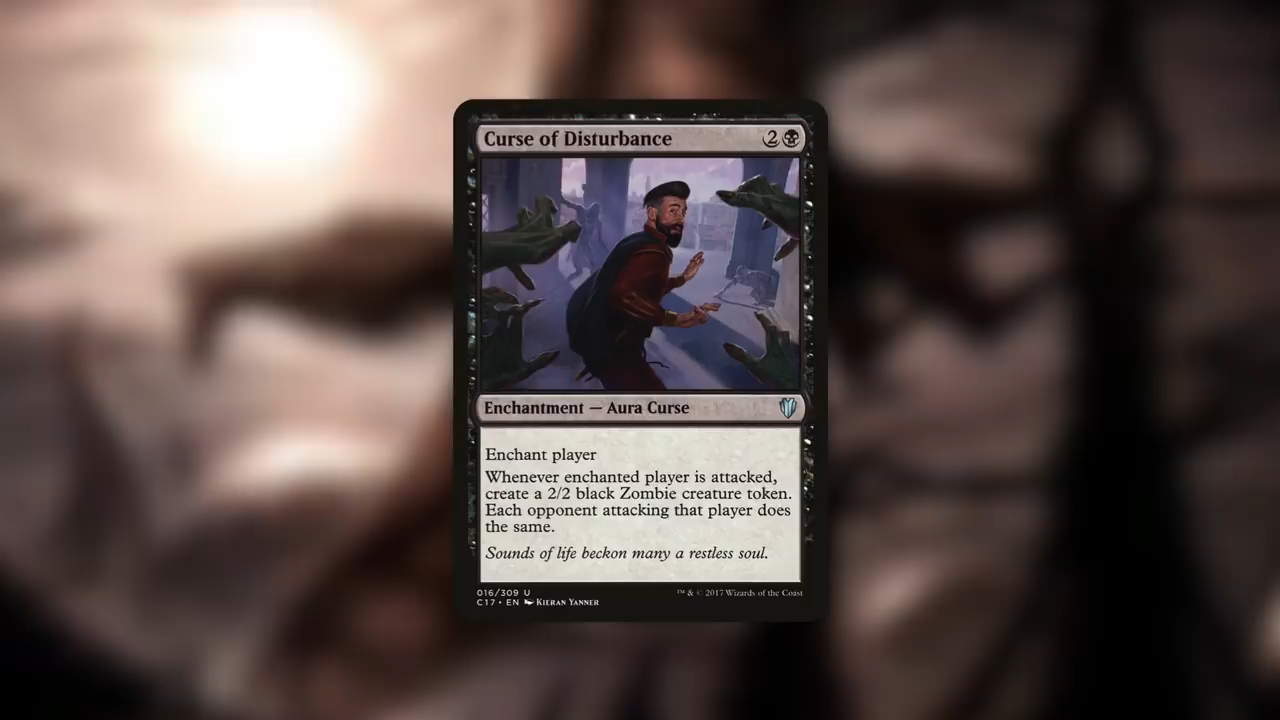 Curse of Disturbance 2
Enchantment — Aura Curse
Enchant player
Whenever enchanted player is attacked,
create a 2/2 black Zombie creature token.
Each opponent attacking that player does
the same.
Sounds of life beckon many a restless soul.
016/309 U
C17 • EN KIERAN YANNER
™ & © 2017 Wizards of the Coast